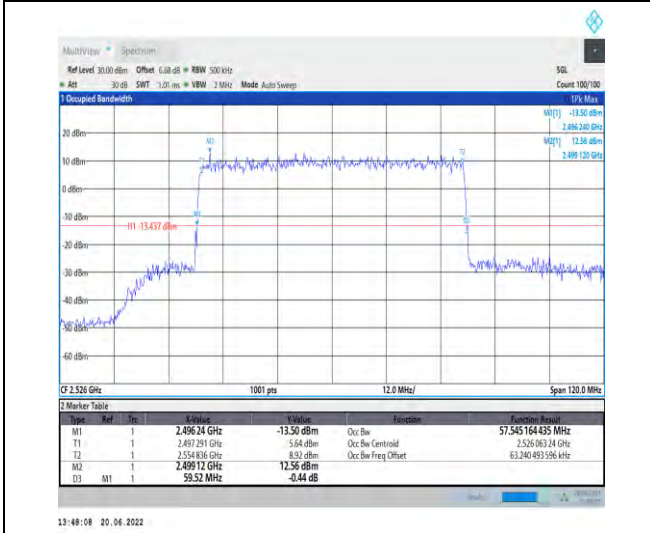 MultiView Spectrum
Ref Level 30.00 dBm Offset 6.68 dB RBW 500 kHz SGL
Att 30 dB SWT 1.01 ms VBW 2 MHz Mode Auto Sweep Count 100/100
1 Occupied Bandwidth 1Pk Max
M1[1] -13.50 dBm
2.496 240 GHz
M2[1] 12.56 dBm
2.499 120 GHz
20 dBm
M2
T2
10 dBm
0 dBm
-10 dBm
M1
H1 -13.437 dBm
-20 dBm
-30 dBm
-40 dBm
-50 dBm
-60 dBm
CF 2.526 GHz 1001 pts 12.0 MHz/ Span 120.0 MHz
2 Marker Table
Type Ref Trc X-Value Y-Value Function Function Result
M1 1 2.496 24 GHz -13.50 dBm Occ Bw 57.545 164 435 MHz
T1 1 2.497 291 GHz 5.64 dBm Occ Bw Centroid 2.526 063 24 GHz
T2 1 2.554 836 GHz 8.92 dBm Occ Bw Freq Offset 63.240 493 596 kHz
M2 1 2.499 12 GHz 12.56 dBm
D3 M1 1 59.52 MHz -0.44 dB
13:48:08 20.06.2022